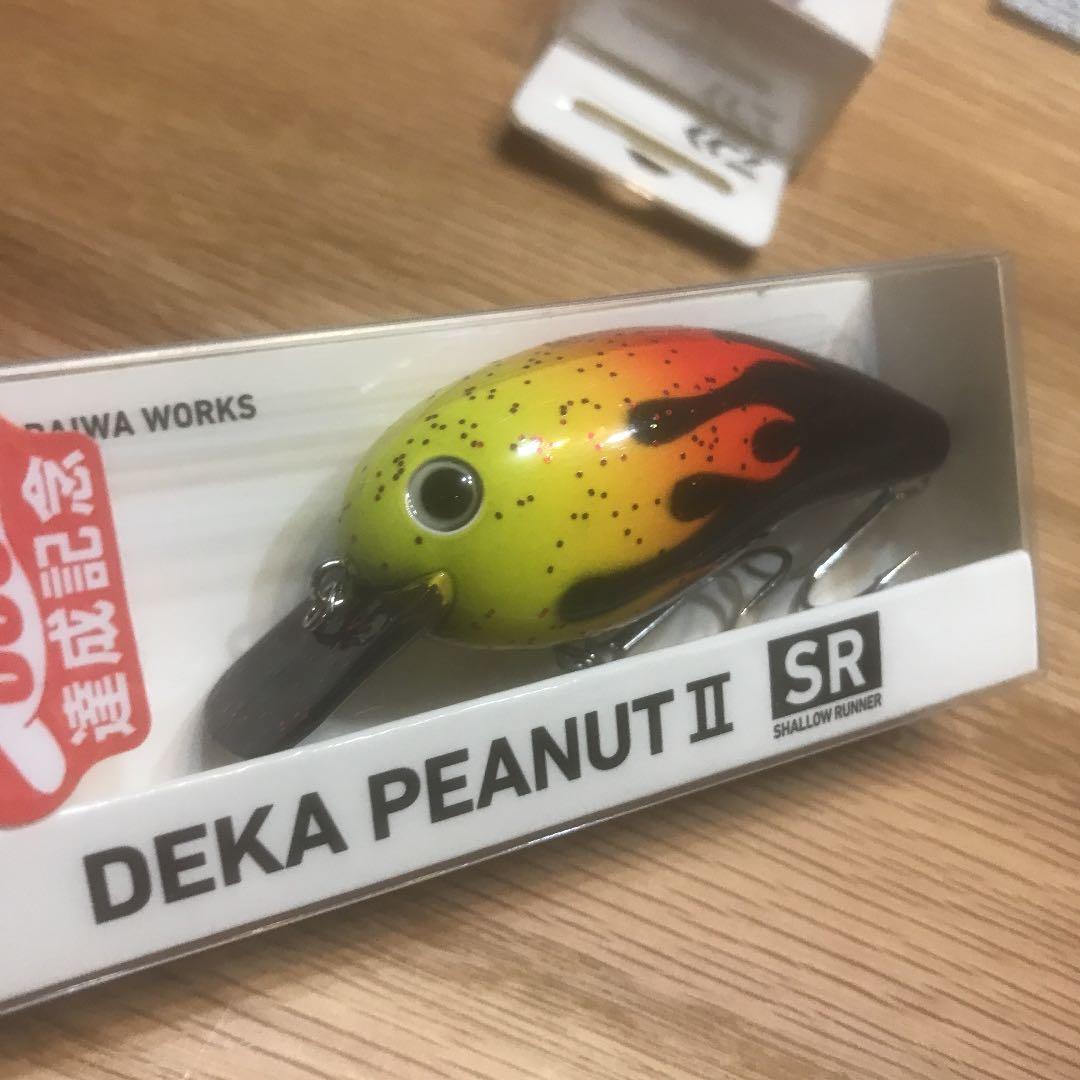 DAIWA WORKS
達成記念
DEKA PEANUT II
SR
SHALLOW RUNNER